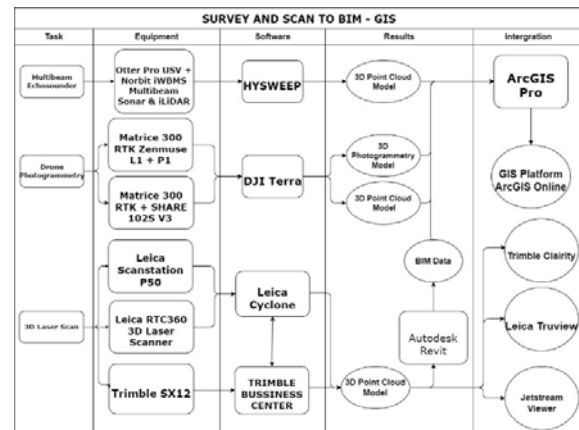 SURVEY AND SCAN TO BIM - GIS
Task
Equipment
Software
Results
Intergration
Multibeam
Echosounder
Otter Pro USV +
Norbit iWBMS
Multibeam
Sonar & iLiDAR
HYSWEEP
3D Point Cloud
Model
ArcGIS
Pro
Drone
Photogrammetry
Matrice 300
RTK Zenmuse
L1 + P1
Matrice 300
RTK + SHARE
102S V3
DJI Terra
3D
Photogrammetry
Model
3D Point Cloud
Model
GIS Platform
ArcGIS Online
3D Laser Scan
Leica
Scanstation
P50
Leica RTC360
3D Laser
Scanner
Trimble SX12
Leica
Cyclone
TRIMBLE
BUSSINESS
CENTER
3D Point Cloud
Model
BIM Data
Autodesk
Revit
Trimble Clairity
Leica Truview
Jetstream
Viewer